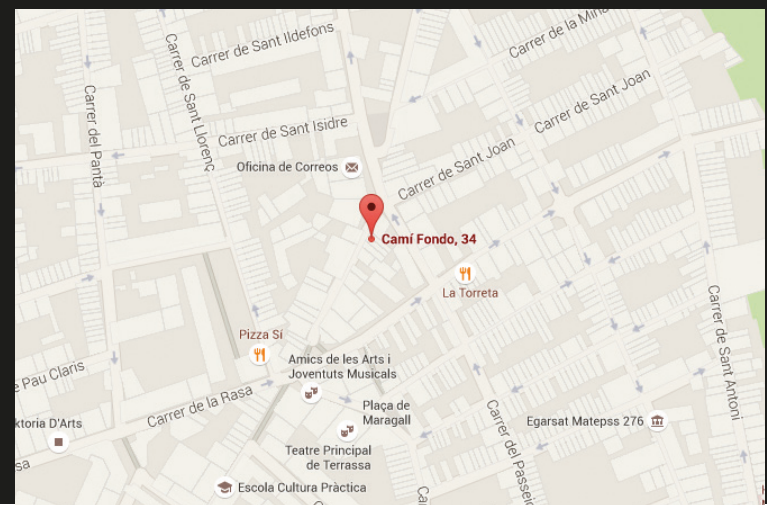 Carrer de la Mina
Carrer de Sant Ildefons
Carrer de Sant Llorenç
Carrer del Pantà
Carrer de Sant Joan
Carrer de Sant Isidre
Carrer de Sant Joan
Oficina de Correos
Camí Fondo, 34
La Torreta
Carrer de Sant Antoni
Pizza Sí
Amics de les Arts i
Joventuts Musicals
Pau Claris
Carrer de la Rasa
Plaça de
Maragall
ktoria D'Arts
Egarsat Matepss 276
Carrer del Passeig
Teatre Principal
de Terrassa
sa
Escola Cultura Pràctica